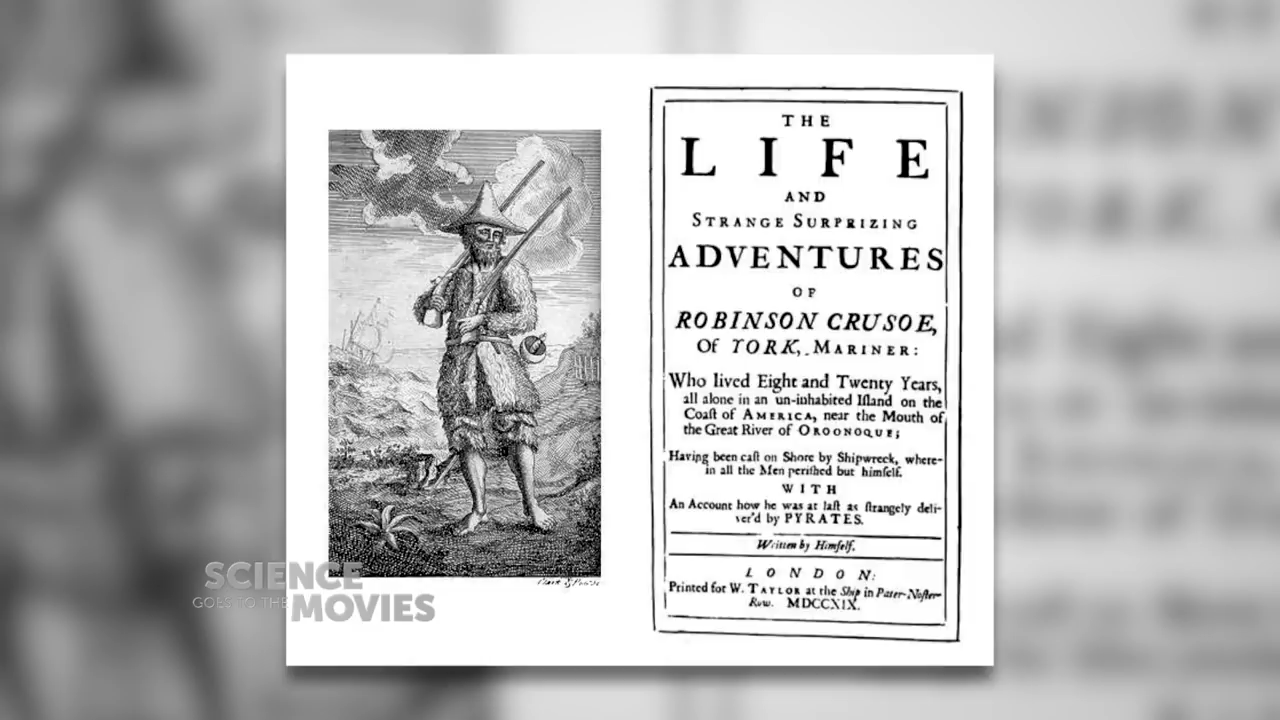 THE
LIFE
AND
STRANGE SURPRIZING
ADVENTURES
OF
ROBINSON CRUSOE,
Of YORK, MARINER:
Who lived Eight and Twenty Years,
all alone in an un-inhabited Iſland on the
Coaſt of AMERICA, near the Mouth of
the Great River of OROONOQUE;
Having been caſt on Shore by Shipwreck, where-
in all the Men periſhed but himſelf.
WITH
An Account how he was at laſt as ſtrangely deli-
ver'd by PYRATES.
Written by Himſelf.
LONDON:
Printed for W. TAYLOR at the Ship in Pater-Noſter-
Row. MDCCXIX.
SCIENCE
GOES TO THE MOVIES